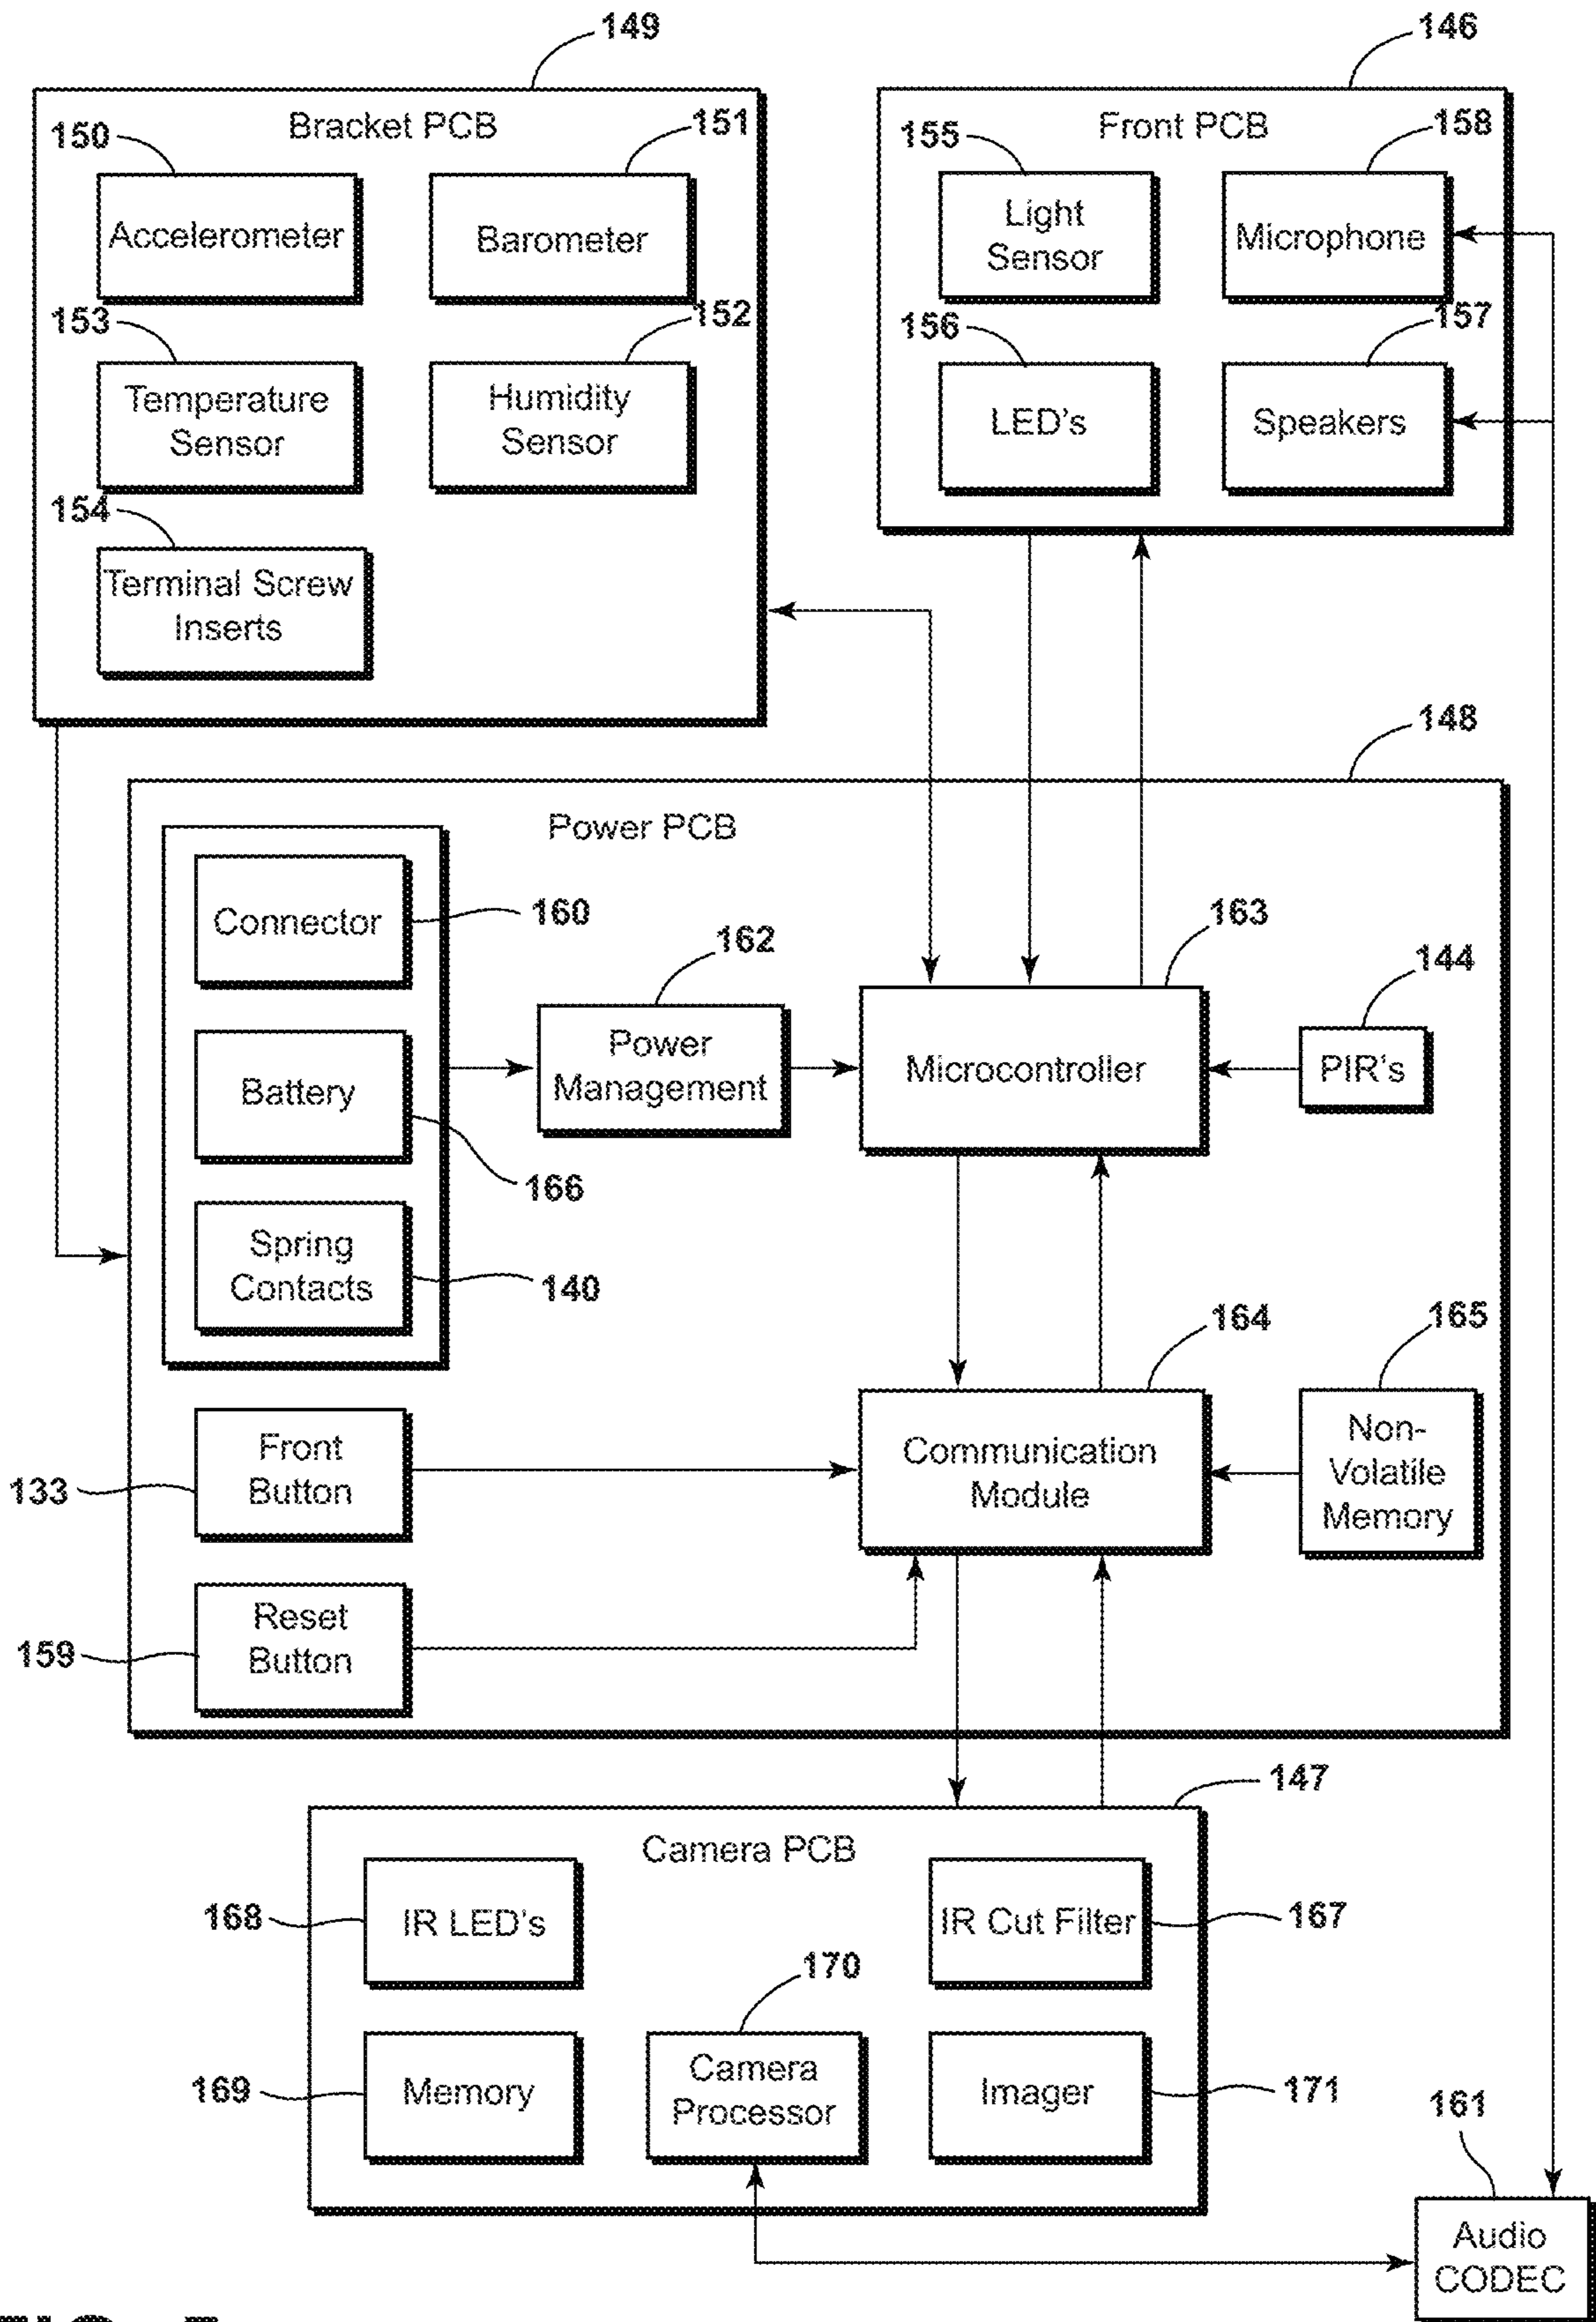 149
146
Bracket PCB
Front PCB
150
151
155
158
Accelerometer
Barometer
Light
Sensor
Microphone
153
152
156
157
Temperature
Sensor
Humidity
Sensor
LED's
Speakers
154
Terminal Screw
Inserts
148
Power PCB
Connector
160
162
163
144
Battery
Power
Management
Microcontroller
PIR's
166
Spring
Contacts
140
164
165
Front
Button
133
Communication
Module
Non-
Volatile
Memory
Reset
Button
159
147
Camera PCB
168
IR LED's
IR Cut Filter
167
170
169
Memory
Camera
Processor
Imager
171
161
Audio
CODEC